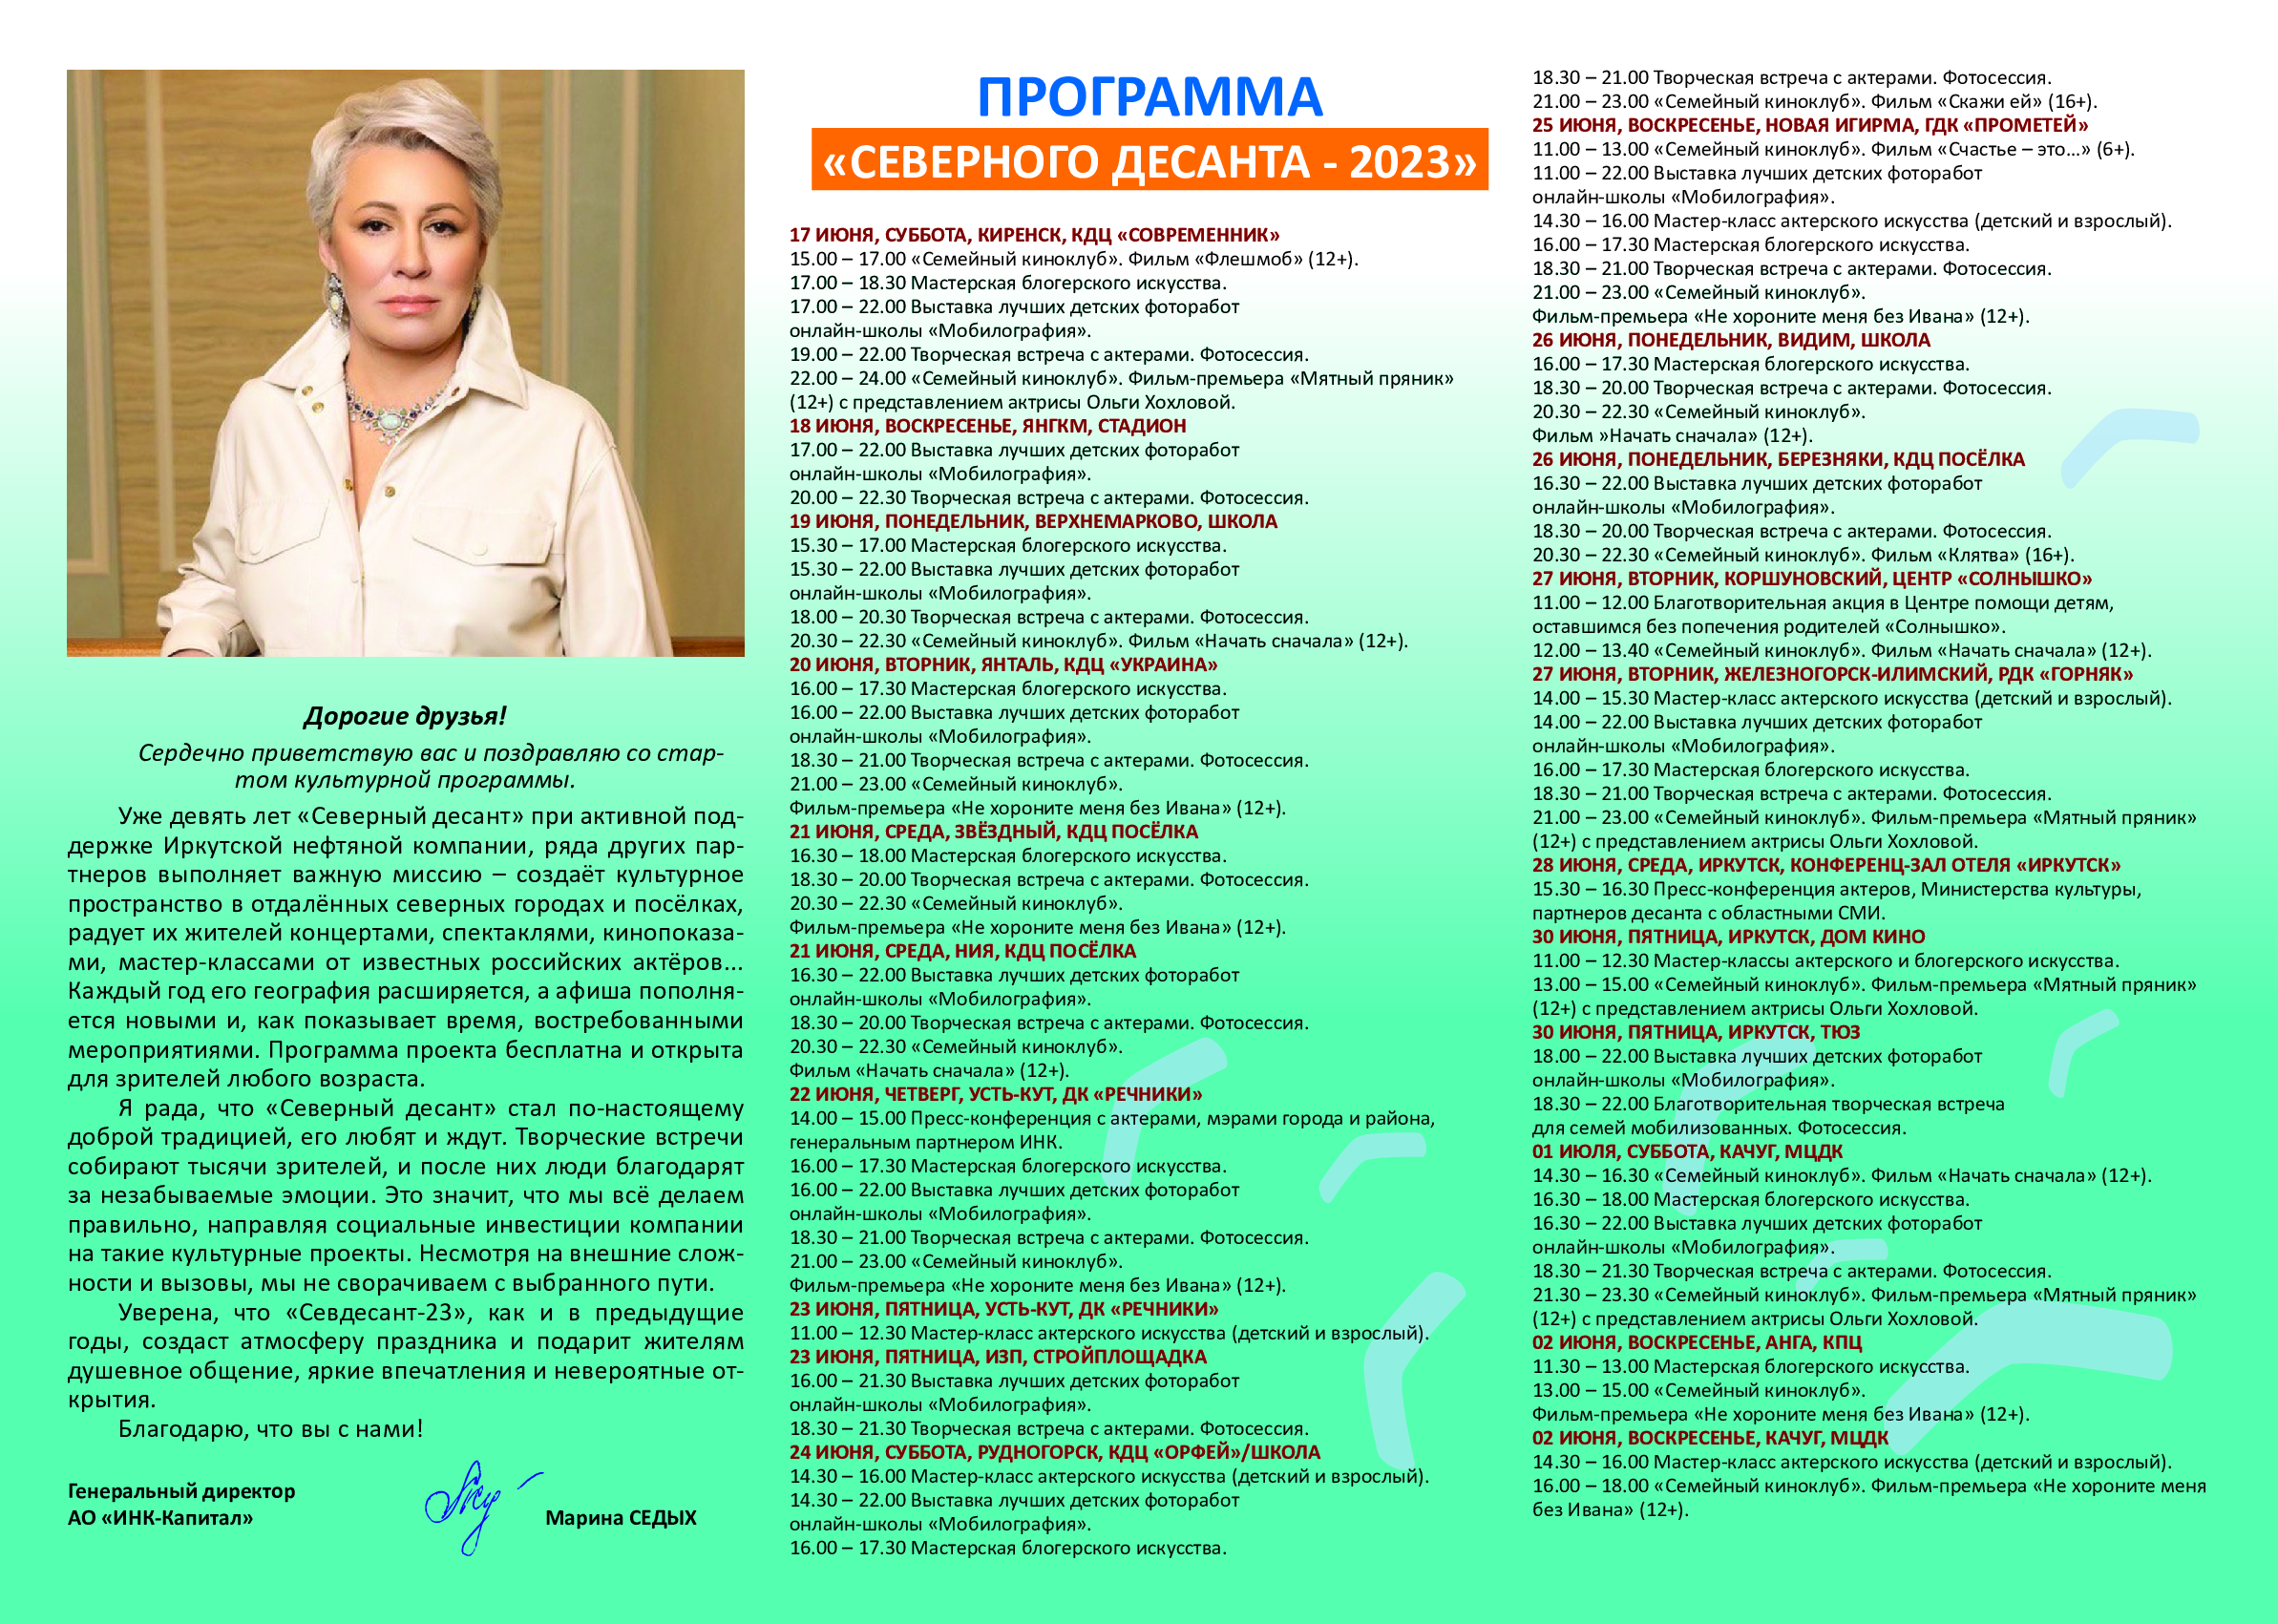 Дорогие друзья!
Сердечно приветствую вас и поздравляю со стар-
том культурной программы.
Уже девять лет «Северный десант» при активной под-
держке Иркутской нефтяной компании, ряда других пар-
тнеров выполняет важную миссию – создаёт культурное
пространство в отдалённых северных городах и посёлках,
радует их жителей концертами, спектаклями, кинопоказа-
ми, мастер-классами от известных российских актёров...
Каждый год его география расширяется, а афиша пополня-
ется новыми и, как показывает время, востребованными
мероприятиями. Программа проекта бесплатна и открыта
для зрителей любого возраста.
Я рада, что «Северный десант» стал по-настоящему
доброй традицией, его любят и ждут. Творческие встречи
собирают тысячи зрителей, и после них люди благодарят
за незабываемые эмоции. Это значит, что мы всё делаем
правильно, направляя социальные инвестиции компании
на такие культурные проекты. Несмотря на внешние слож-
ности и вызовы, мы не сворачиваем с выбранного пути.
Уверена, что «Севдесант-23», как и в предыдущие
годы, создаст атмосферу праздника и подарит жителям
душевное общение, яркие впечатления и невероятные от-
крытия.
Благодарю, что вы с нами!
Генеральный директор
АО «ИНК-Капитал» Марина СЕДЫХ
ПРОГРАММА
«СЕВЕРНОГО ДЕСАНТА - 2023»
17 ИЮНЯ, СУББОТА, КИРЕНСК, КДЦ «СОВРЕМЕННИК»
15.00 – 17.00 «Семейный киноклуб». Фильм «Флешмоб» (12+).
17.00 – 18.30 Мастерская блогерского искусства.
17.00 – 22.00 Выставка лучших детских фоторабот
онлайн-школы «Мобилография».
19.00 – 22.00 Творческая встреча с актерами. Фотосессия.
22.00 – 24.00 «Семейный киноклуб». Фильм-премьера «Мятный пряник»
(12+) с представлением актрисы Ольги Хохловой.
18 ИЮНЯ, ВОСКРЕСЕНЬЕ, ЯНГКМ, СТАДИОН
17.00 – 22.00 Выставка лучших детских фоторабот
онлайн-школы «Мобилография».
20.00 – 22.30 Творческая встреча с актерами. Фотосессия.
19 ИЮНЯ, ПОНЕДЕЛЬНИК, ВЕРХНЕМАРКОВО, ШКОЛА
15.30 – 17.00 Мастерская блогерского искусства.
15.30 – 22.00 Выставка лучших детских фоторабот
онлайн-школы «Мобилография».
18.00 – 20.30 Творческая встреча с актерами. Фотосессия.
20.30 – 22.30 «Семейный киноклуб». Фильм «Начать сначала» (12+).
20 ИЮНЯ, ВТОРНИК, ЯНТАЛЬ, КДЦ «УКРАИНА»
16.00 – 17.30 Мастерская блогерского искусства.
16.00 – 22.00 Выставка лучших детских фоторабот
онлайн-школы «Мобилография».
18.30 – 21.00 Творческая встреча с актерами. Фотосессия.
21.00 – 23.00 «Семейный киноклуб».
Фильм-премьера «Не хороните меня без Ивана» (12+).
21 ИЮНЯ, СРЕДА, ЗВЁЗДНЫЙ, КДЦ ПОСЁЛКА
16.30 – 18.00 Мастерская блогерского искусства.
18.30 – 20.00 Творческая встреча с актерами. Фотосессия.
20.30 – 22.30 «Семейный киноклуб».
Фильм-премьера «Не хороните меня без Ивана» (12+).
21 ИЮНЯ, СРЕДА, НИЯ, КДЦ ПОСЁЛКА
16.30 – 22.00 Выставка лучших детских фоторабот
онлайн-школы «Мобилография».
18.30 – 20.00 Творческая встреча с актерами. Фотосессия.
20.30 – 22.30 «Семейный киноклуб».
Фильм «Начать сначала» (12+).
22 ИЮНЯ, ЧЕТВЕРГ, УСТЬ-КУТ, ДК «РЕЧНИКИ»
14.00 – 15.00 Пресс-конференция с актерами, мэрами города и района,
генеральным партнером ИНК.
16.00 – 17.30 Мастерская блогерского искусства.
16.00 – 22.00 Выставка лучших детских фоторабот
онлайн-школы «Мобилография».
18.30 – 21.00 Творческая встреча с актерами. Фотосессия.
21.00 – 23.00 «Семейный киноклуб».
Фильм-премьера «Не хороните меня без Ивана» (12+).
23 ИЮНЯ, ПЯТНИЦА, УСТЬ-КУТ, ДК «РЕЧНИКИ»
11.00 – 12.30 Мастер-класс актерского искусства (детский и взрослый).
23 ИЮНЯ, ПЯТНИЦА, ИЗП, СТРОЙПЛОЩАДКА
16.00 – 21.30 Выставка лучших детских фоторабот
онлайн-школы «Мобилография».
18.30 – 21.30 Творческая встреча с актерами. Фотосессия.
24 ИЮНЯ, СУББОТА, РУДНОГОРСК, КДЦ «ОРФЕЙ»/ШКОЛА
14.30 – 16.00 Мастер-класс актерского искусства (детский и взрослый).
14.30 – 22.00 Выставка лучших детских фоторабот
онлайн-школы «Мобилография».
16.00 – 17.30 Мастерская блогерского искусства.
18.30 – 21.00 Творческая встреча с актерами. Фотосессия.
21.00 – 23.00 «Семейный киноклуб». Фильм «Скажи ей» (16+).
25 ИЮНЯ, ВОСКРЕСЕНЬЕ, НОВАЯ ИГИРМА, ГДК «ПРОМЕТЕЙ»
11.00 – 13.00 «Семейный киноклуб». Фильм «Счастье – это...» (6+).
11.00 – 22.00 Выставка лучших детских фоторабот
онлайн-школы «Мобилография».
14.30 – 16.00 Мастер-класс актерского искусства (детский и взрослый).
16.00 – 17.30 Мастерская блогерского искусства.
18.30 – 21.00 Творческая встреча с актерами. Фотосессия.
21.00 – 23.00 «Семейный киноклуб».
Фильм-премьера «Не хороните меня без Ивана» (12+).
26 ИЮНЯ, ПОНЕДЕЛЬНИК, ВИДИМ, ШКОЛА
16.00 – 17.30 Мастерская блогерского искусства.
18.30 – 20.00 Творческая встреча с актерами. Фотосессия.
20.30 – 22.30 «Семейный киноклуб».
Фильм »Начать сначала» (12+).
26 ИЮНЯ, ПОНЕДЕЛЬНИК, БЕРЕЗНЯКИ, КДЦ ПОСЁЛКА
16.30 – 22.00 Выставка лучших детских фоторабот
онлайн-школы «Мобилография».
18.30 – 20.00 Творческая встреча с актерами. Фотосессия.
20.30 – 22.30 «Семейный киноклуб». Фильм «Клятва» (16+).
27 ИЮНЯ, ВТОРНИК, КОРШУНОВСКИЙ, ЦЕНТР «СОЛНЫШКО»
11.00 – 12.00 Благотворительная акция в Центре помощи детям,
оставшимся без попечения родителей «Солнышко».
12.00 – 13.40 «Семейный киноклуб». Фильм «Начать сначала» (12+).
27 ИЮНЯ, ВТОРНИК, ЖЕЛЕЗНОГОРСК-ИЛИМСКИЙ, РДК «ГОРНЯК»
14.00 – 15.30 Мастер-класс актерского искусства (детский и взрослый).
14.00 – 22.00 Выставка лучших детских фоторабот
онлайн-школы «Мобилография».
16.00 – 17.30 Мастерская блогерского искусства.
18.30 – 21.00 Творческая встреча с актерами. Фотосессия.
21.00 – 23.00 «Семейный киноклуб». Фильм-премьера «Мятный пряник»
(12+) с представлением актрисы Ольги Хохловой.
28 ИЮНЯ, СРЕДА, ИРКУТСК, КОНФЕРЕНЦ-ЗАЛ ОТЕЛЯ «ИРКУТСК»
15.30 – 16.30 Пресс-конференция актеров, Министерства культуры,
партнеров десанта с областными СМИ.
30 ИЮНЯ, ПЯТНИЦА, ИРКУТСК, ДОМ КИНО
11.00 – 12.30 Мастер-классы актерского и блогерского искусства.
13.00 – 15.00 «Семейный киноклуб». Фильм-премьера «Мятный пряник»
(12+) с представлением актрисы Ольги Хохловой.
30 ИЮНЯ, ПЯТНИЦА, ИРКУТСК, ТЮЗ
18.00 – 22.00 Выставка лучших детских фоторабот
онлайн-школы «Мобилография».
18.30 – 22.00 Благотворительная творческая встреча
для семей мобилизованных. Фотосессия.
01 ИЮЛЯ, СУББОТА, КАЧУГ, МЦДК
14.30 – 16.30 «Семейный киноклуб». Фильм «Начать сначала» (12+).
16.30 – 18.00 Мастерская блогерского искусства.
16.30 – 22.00 Выставка лучших детских фоторабот
онлайн-школы «Мобилография».
18.30 – 21.30 Творческая встреча с актерами. Фотосессия.
21.30 – 23.30 «Семейный киноклуб». Фильм-премьера «Мятный пряник»
(12+) с представлением актрисы Ольги Хохловой.
02 ИЮНЯ, ВОСКРЕСЕНЬЕ, АНГА, КПЦ
11.30 – 13.00 Мастерская блогерского искусства.
13.00 – 15.00 «Семейный киноклуб».
Фильм-премьера «Не хороните меня без Ивана» (12+).
02 ИЮНЯ, ВОСКРЕСЕНЬЕ, КАЧУГ, МЦДК
14.30 – 16.00 Мастер-класс актерского искусства (детский и взрослый).
16.00 – 18.00 «Семейный киноклуб». Фильм-премьера «Не хороните меня
без Ивана» (12+).